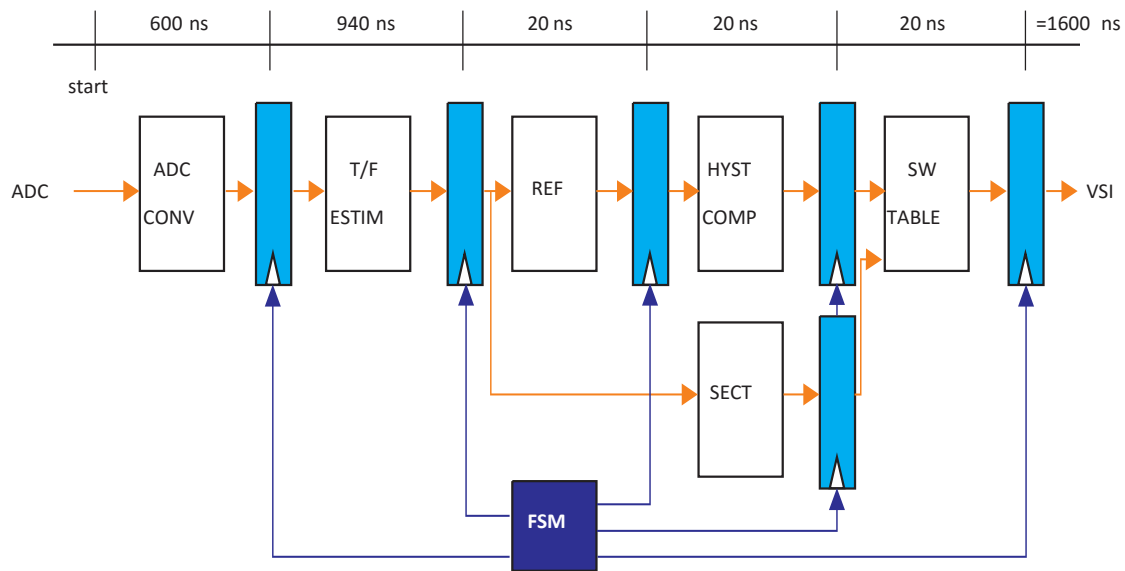 600 ns 940 ns 20 ns 20 ns 20 ns =1600 ns
start
ADC
ADC
CONV
T/F
ESTIM
REF
HYST
COMP
SW
TABLE
VSI
SECT
FSM